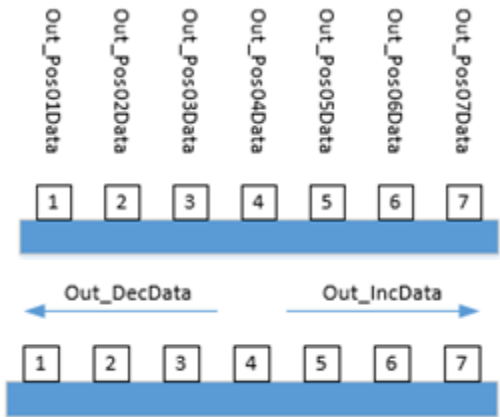 Out_Pos01Data
Out_Pos02Data
Out_Pos03Data
Out_Pos04Data
Out_Pos05Data
Out_Pos06Data
Out_Pos07Data
1 2 3 4 5 6 7
Out_DecData Out_IncData
1 2 3 4 5 6 7